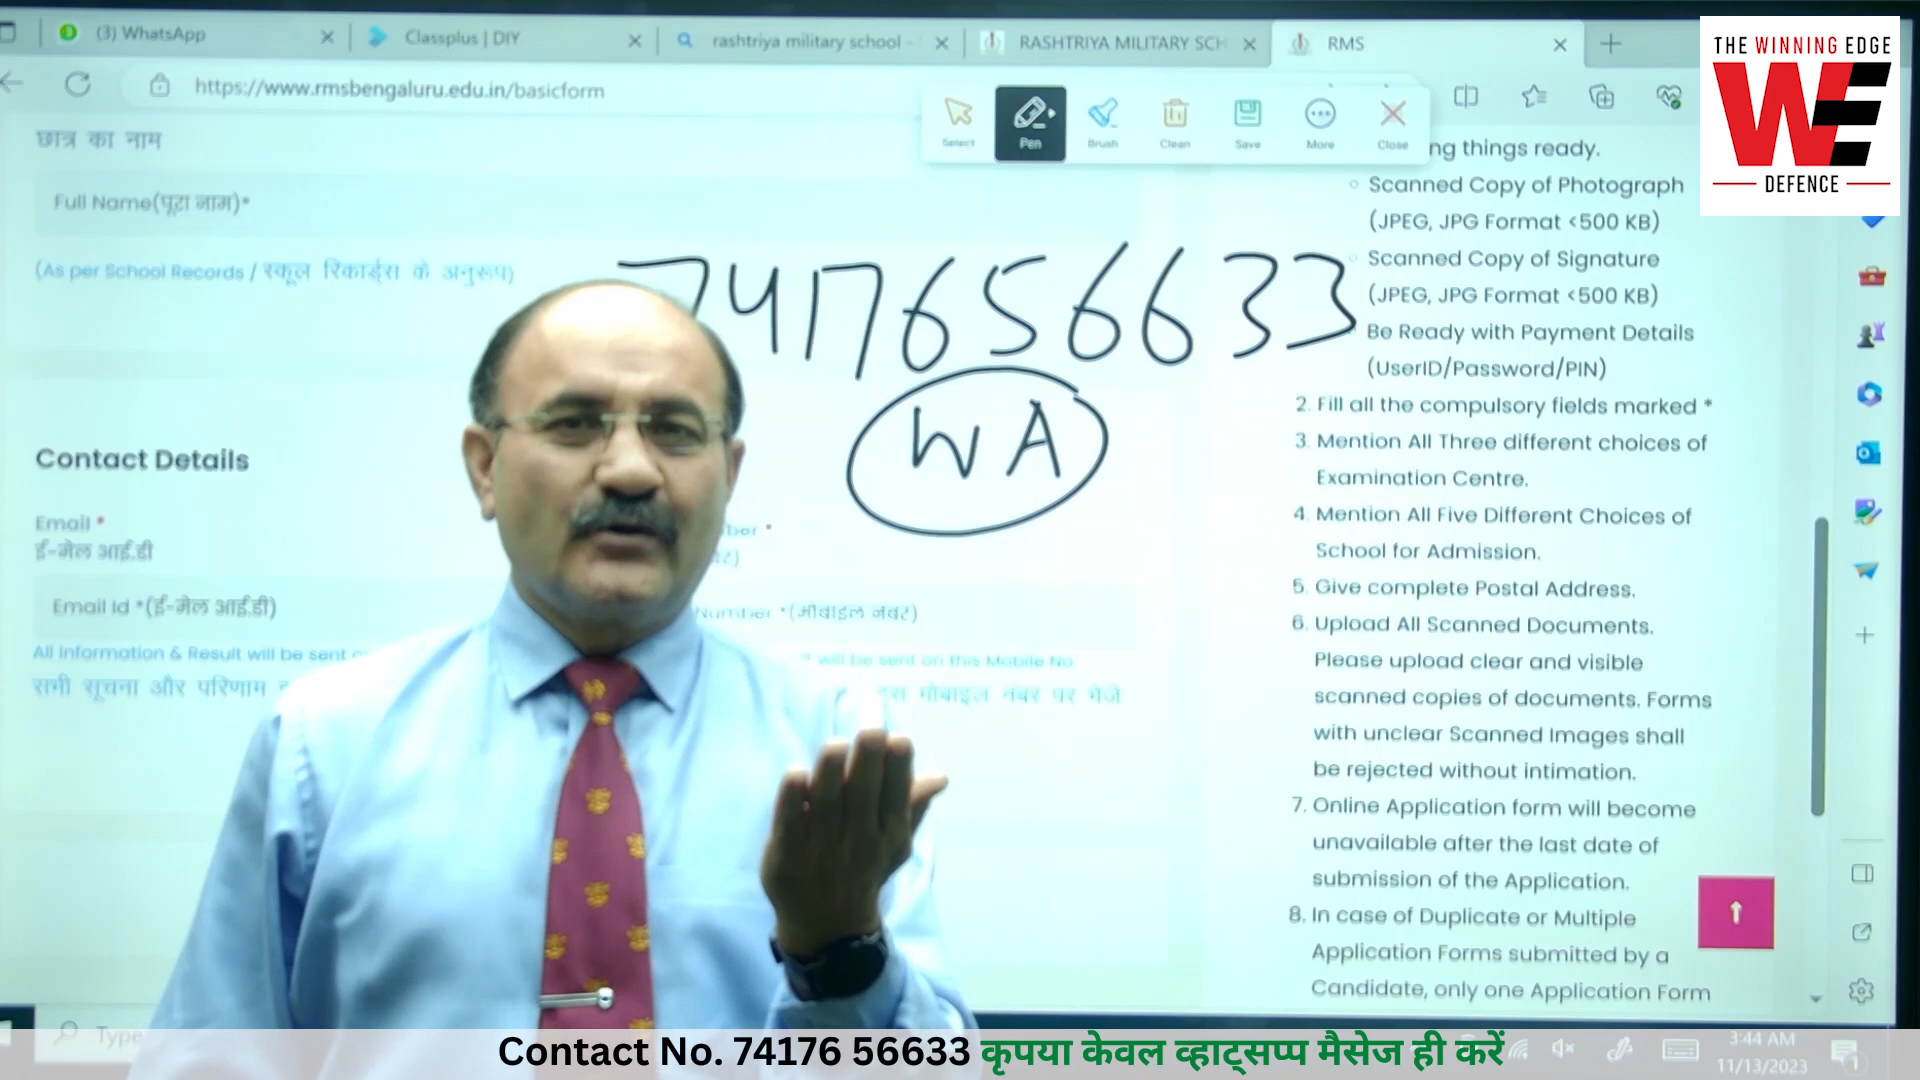 (3) WhatsApp
Classplus | DIY
rashtriya military school -
RASHTRIYA MILITARY SCH
RMS
https://www.rmsbengaluru.edu.in/basicform
Select
Pen
Brush
Clean
Save
More
Close
THE WINNING EDGE
WE
DEFENCE
छात्र का नाम
Full Name(पूरा नाम)*
(As per School Records / स्कूल रिकार्ड्स के अनुरूप)
7417656633
WA
Contact Details
Email *
ई-मेल आई.डी
Email Id *(ई-मेल आई.डी)
Number *(मोबाइल नंबर)
All Information & Result will be sent
will be sent on this Mobile No
सभी सूचना और परिणाम
मोबाइल नंबर पर भेजे
ng things ready.
Scanned Copy of Photograph
(JPEG, JPG Format <500 KB)
Scanned Copy of Signature
(JPEG, JPG Format <500 KB)
Be Ready with Payment Details
(UserID/Password/PIN)
2. Fill all the compulsory fields marked *
3. Mention All Three different choices of
Examination Centre.
4. Mention All Five Different Choices of
School for Admission.
5. Give complete Postal Address.
6. Upload All Scanned Documents.
Please upload clear and visible
scanned copies of documents. Forms
with unclear Scanned Images shall
be rejected without intimation.
7. Online Application form will become
unavailable after the last date of
submission of the Application.
8. In case of Duplicate or Multiple
Application Forms submitted by a
Candidate, only one Application Form
Type
3:44 AM
11/13/2023
Contact No. 74176 56633 कृपया केवल व्हाट्सप्प मैसेज ही करें